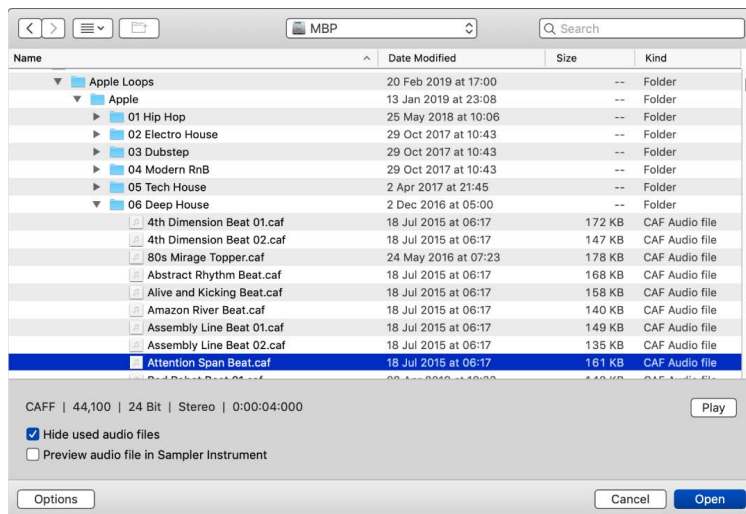 MBP
Search
Name Date Modified Size Kind
Apple Loops 20 Feb 2019 at 17:00 -- Folder
Apple 13 Jan 2019 at 23:08 -- Folder
01 Hip Hop 25 May 2018 at 10:06 -- Folder
02 Electro House 29 Oct 2017 at 10:43 -- Folder
03 Dubstep 29 Oct 2017 at 10:43 -- Folder
04 Modern RnB 29 Oct 2017 at 10:43 -- Folder
05 Tech House 2 Apr 2017 at 21:45 -- Folder
06 Deep House 2 Dec 2016 at 05:00 -- Folder
4th Dimension Beat 01.caf 18 Jul 2015 at 06:17 172 KB CAF Audio file
4th Dimension Beat 02.caf 18 Jul 2015 at 06:17 147 KB CAF Audio file
80s Mirage Topper.caf 24 May 2016 at 07:23 178 KB CAF Audio file
Abstract Rhythm Beat.caf 18 Jul 2015 at 06:17 168 KB CAF Audio file
Alive and Kicking Beat.caf 18 Jul 2015 at 06:17 158 KB CAF Audio file
Amazon River Beat.caf 18 Jul 2015 at 06:17 140 KB CAF Audio file
Assembly Line Beat 01.caf 18 Jul 2015 at 06:17 149 KB CAF Audio file
Assembly Line Beat 02.caf 18 Jul 2015 at 06:17 135 KB CAF Audio file
Attention Span Beat.caf 18 Jul 2015 at 06:17 161 KB CAF Audio file
CAFF | 44,100 | 24 Bit | Stereo | 0:00:04:000
Play
Hide used audio files
Preview audio file in Sampler Instrument
Options Cancel Open